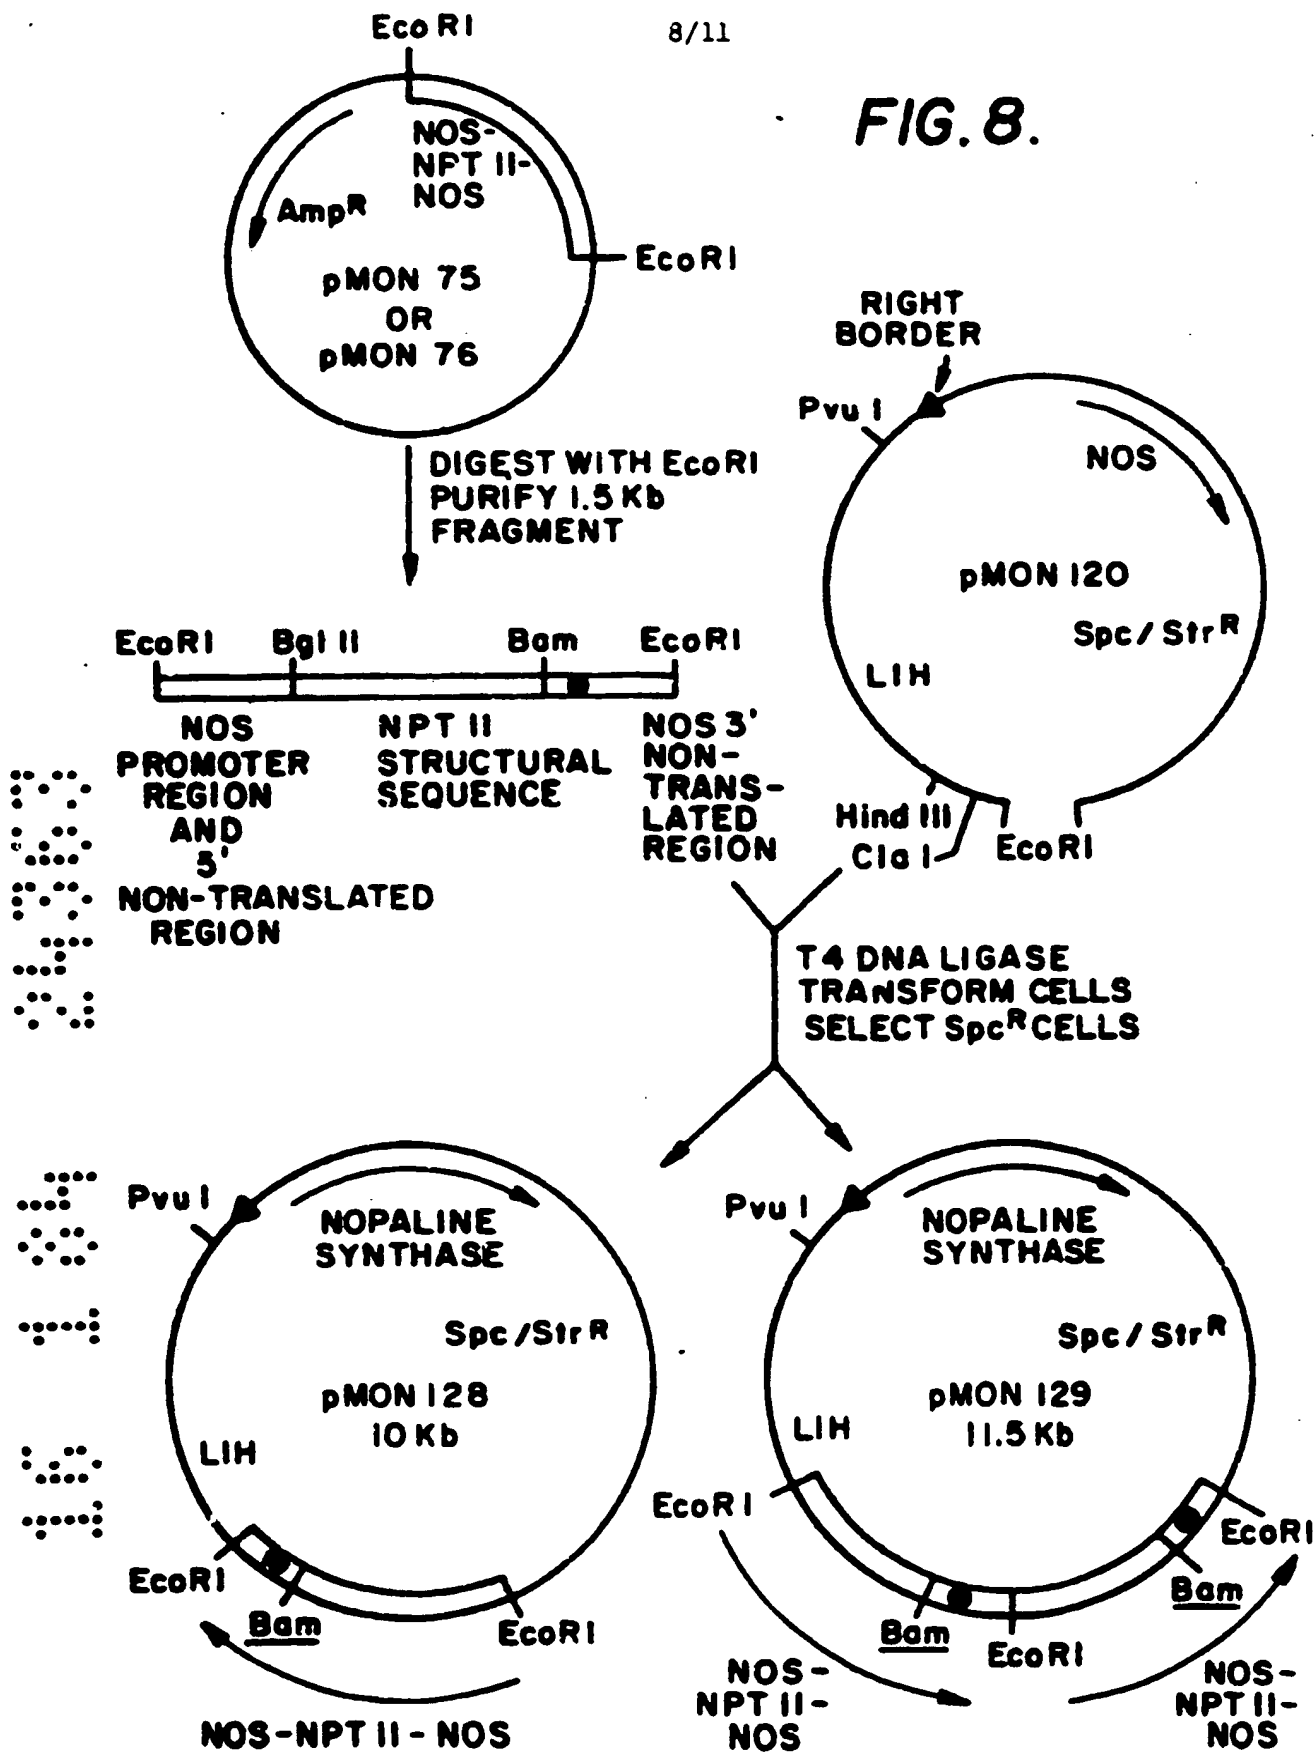 8/11
FIG. 8.
Eco RI
NOS-
NPT II-
NOS
AmpR
EcoRI
pMON 75
OR
pMON 76
RIGHT
BORDER
Pvu I
NOS
pMON 120
Spc/StrR
LIH
Hind III
Cla I
EcoRI
DIGEST WITH EcoRI
PURIFY 1.5 Kb
FRAGMENT
EcoRI
Bgl II
Bam
EcoRI
NOS
PROMOTER
REGION
AND
5'
NON-TRANSLATED
REGION
NPT II
STRUCTURAL
SEQUENCE
NOS 3'
NON-
TRANS-
LATED
REGION
T4 DNA LIGASE
TRANSFORM CELLS
SELECT SpcR CELLS
Pvu I
NOPALINE
SYNTHASE
Spc/StrR
pMON 128
10 Kb
LIH
EcoRI
Bam
EcoRI
NOS-NPT II-NOS
Pvu I
NOPALINE
SYNTHASE
Spc/StrR
pMON 129
11.5 Kb
LIH
EcoRI
Bam
EcoRI
Bam
EcoRI
NOS-
NPT II-
NOS
NOS-
NPT II-
NOS